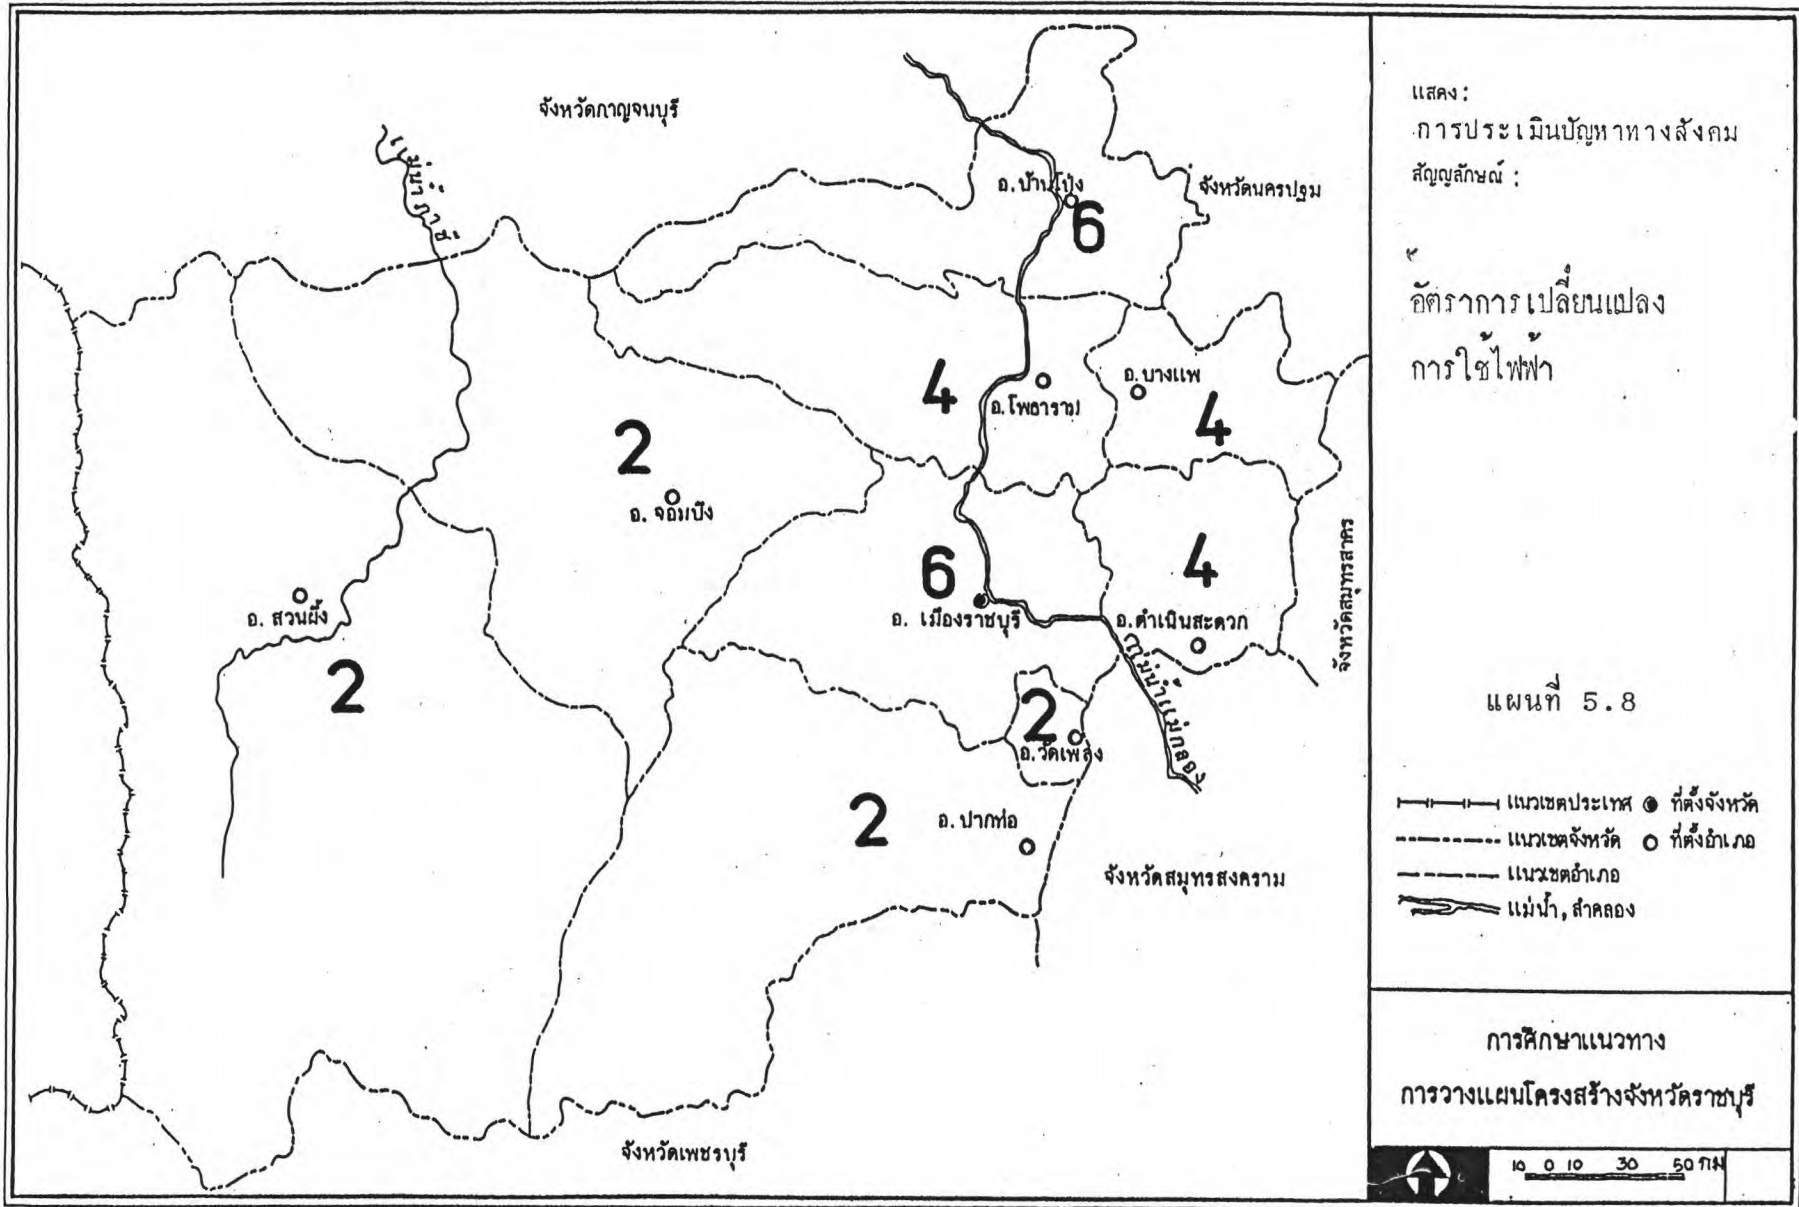 จังหวัดกาญจนบุรี
แม่น้ำภาชี
อ.บ้านโป่ง
จังหวัดนครปฐม
6
4
อ.โพธาราม
อ.บางแพ
4
2
อ. จอมบึง
6
อ. เมืองราชบุรี
4
อ.ดำเนินสะดวก
จังหวัดสมุทรสาคร
อ. สวนผึ้ง
2
แม่น้ำแม่กลอง
2
อ.วัดเพลง
2
อ. ปากท่อ
จังหวัดสมุทรสงคราม
จังหวัดเพชรบุรี
แสดง :
การประเมินปัญหาทางสังคม
สัญญลักษณ์ :
อัตราการเปลี่ยนแปลง
การใช้ไฟฟ้า
แผนที่ 5.8
แนวเขตประเทศ ที่ตั้งจังหวัด
แนวเขตจังหวัด ที่ตั้งอำเภอ
แนวเขตอำเภอ
แม่น้ำ, ลำคลอง
การศึกษาแนวทาง
การวางแผนโครงสร้างจังหวัดราชบุรี
10 0 10 30 50 กม